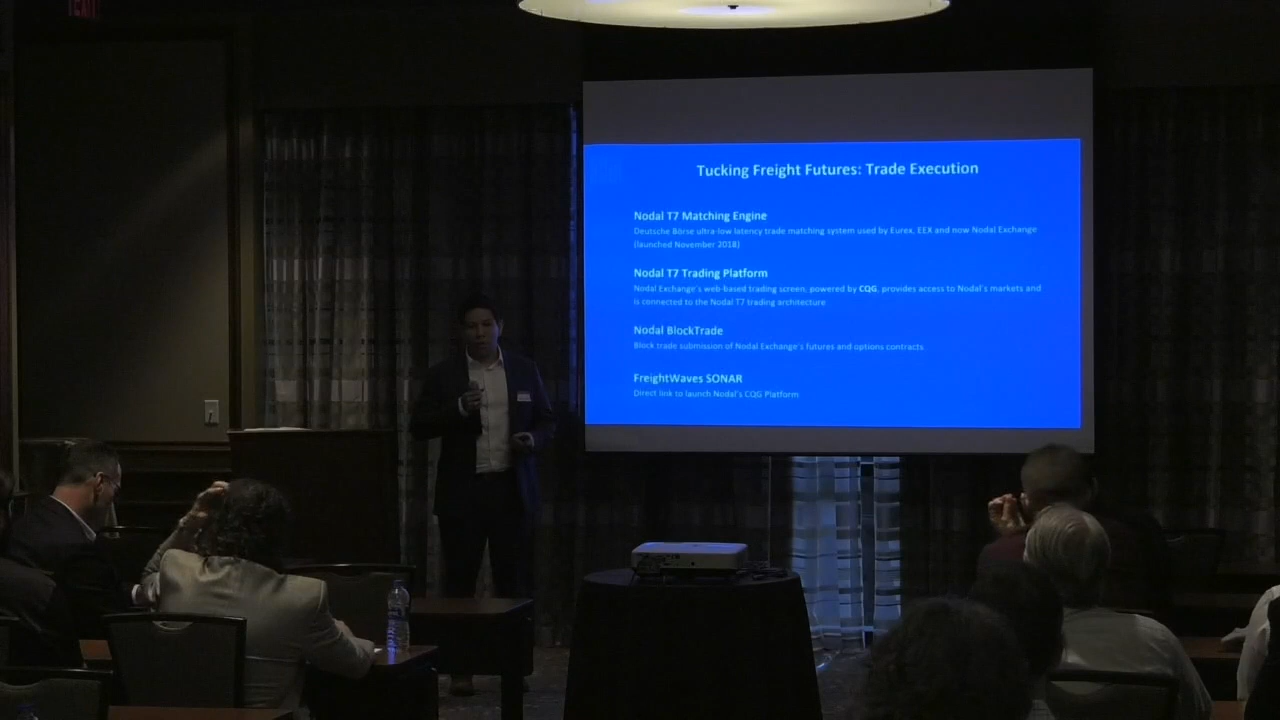 EXIT
Tucking Freight Futures: Trade Execution
Nodal T7 Matching Engine
Deutsche Börse ultra-low latency trade matching system used by Eurex, EEX and now Nodal Exchange
(launched November 2018)
Nodal T7 Trading Platform
Nodal Exchange's web-based trading screen, powered by CQG, provides access to Nodal's markets and
is connected to the Nodal T7 trading architecture
Nodal BlockTrade
Block trade submission of Nodal Exchange's futures and options contracts
FreightWaves SONAR
Direct link to launch Nodal's CQG Platform